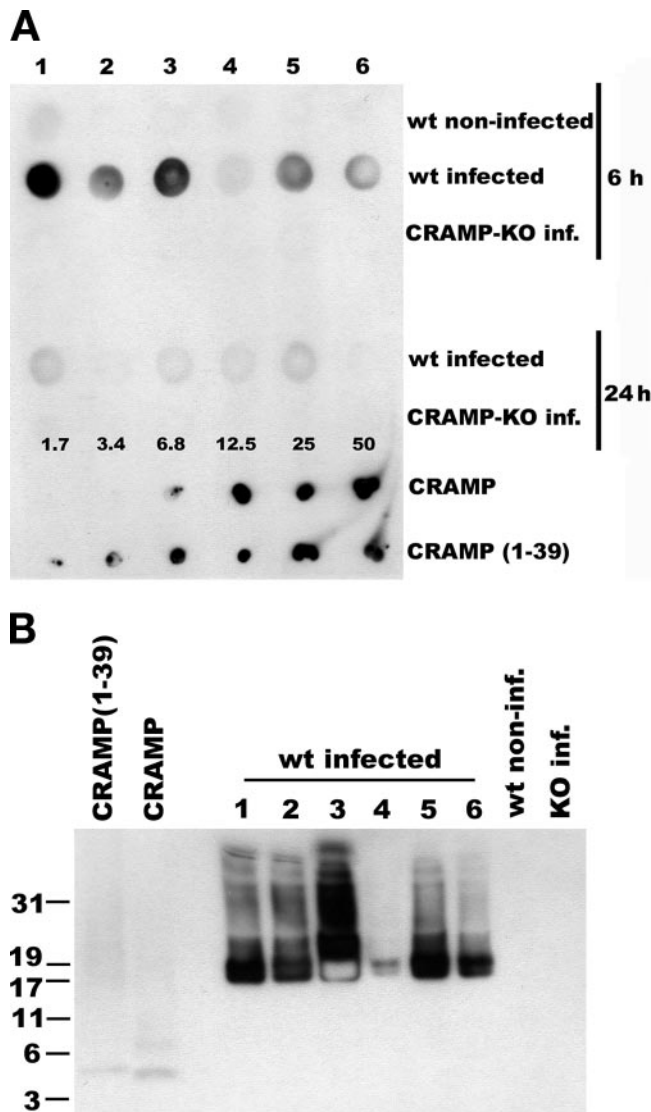 A
1 2 3 4 5 6
wt non-infected
wt infected
6 h
CRAMP-KO inf.
wt infected
24 h
CRAMP-KO inf.
1.7 3.4 6.8 12.5 25 50
CRAMP
CRAMP (1-39)
B
CRAMP(1-39)
CRAMP
wt infected
wt non-inf.
KO inf.
1 2 3 4 5 6
31
19
17
11
6
3